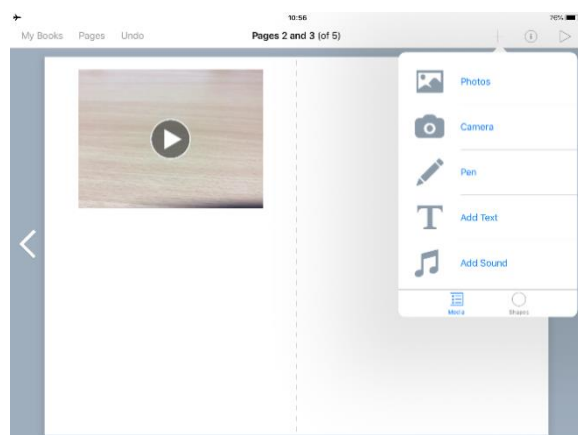 10:56
76%
My Books Pages Undo Pages 2 and 3 (of 5)
Photos
Camera
Pen
Add Text
Add Sound
Media Shapes